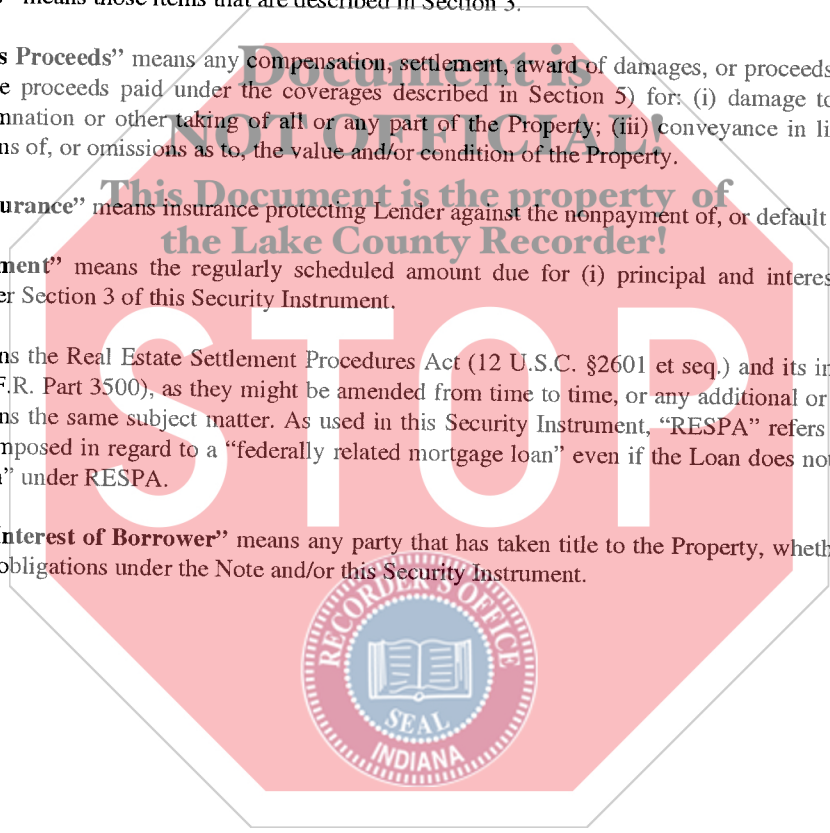 ” means those items that are described in Section 3.
s Proceeds” means any compensation, settlement, award of damages, or proceeds
e proceeds paid under the coverages described in Section 5) for: (i) damage to
mnation or other taking of all or any part of the Property; (iii) conveyance in li
ns of, or omissions as to, the value and/or condition of the Property.
urance” means insurance protecting Lender against the nonpayment of, or default
ment” means the regularly scheduled amount due for (i) principal and interes
er Section 3 of this Security Instrument.
ns the Real Estate Settlement Procedures Act (12 U.S.C. §2601 et seq.) and its in
F.R. Part 3500), as they might be amended from time to time, or any additional or
ns the same subject matter. As used in this Security Instrument, “RESPA” refers
mposed in regard to a “federally related mortgage loan” even if the Loan does no
” under RESPA.
nterest of Borrower” means any party that has taken title to the Property, wheth
obligations under the Note and/or this Security Instrument.
Document is
NOT OFFICIAL!
This Document is the property of
the Lake County Recorder!
STOP
RECORDER'S OFFICE
SEAL
INDIANA